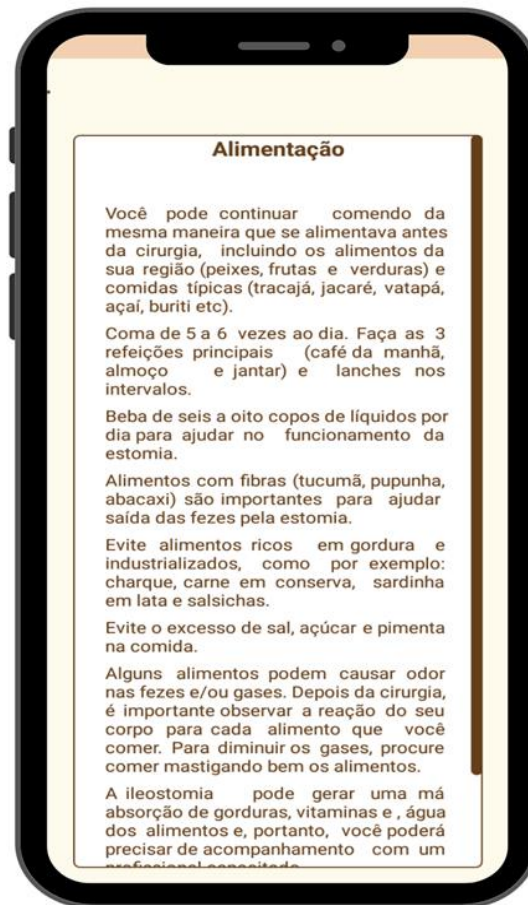 Alimentação
Você pode continuar comendo da
mesma maneira que se alimentava antes
da cirurgia, incluindo os alimentos da
sua região (peixes, frutas e verduras) e
comidas típicas (tracajá, jacaré, vatapá,
açaí, buriti etc).
Coma de 5 a 6 vezes ao dia. Faça as 3
refeições principais (café da manhã,
almoço e jantar) e lanches nos
intervalos.
Beba de seis a oito copos de líquidos por
dia para ajudar no funcionamento da
estomia.
Alimentos com fibras (tucumã, pupunha,
abacaxi) são importantes para ajudar
saída das fezes pela estomia.
Evite alimentos ricos em gordura e
industrializados, como por exemplo:
charque, carne em conserva, sardinha
em lata e salsichas.
Evite o excesso de sal, açúcar e pimenta
na comida.
Alguns alimentos podem causar odor
nas fezes e/ou gases. Depois da cirurgia,
é importante observar a reação do seu
corpo para cada alimento que você
comer. Para diminuir os gases, procure
comer mastigando bem os alimentos.
A ileostomia pode gerar uma má
absorção de gorduras, vitaminas e , água
dos alimentos e, portanto, você poderá
precisar de acompanhamento com um